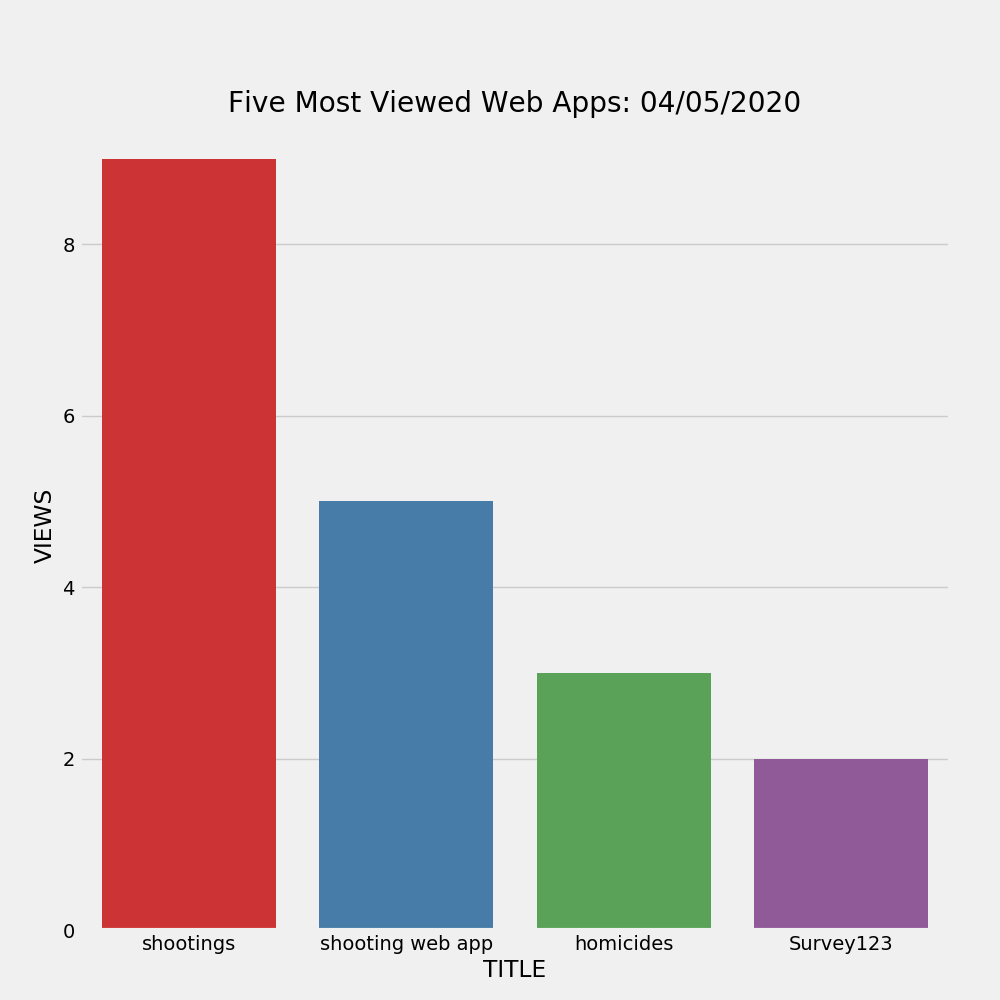 Five Most Viewed Web Apps: 04/05/2020
8
6
4
2
0
VIEWS
shootings shooting web app homicides Survey123
TITLE